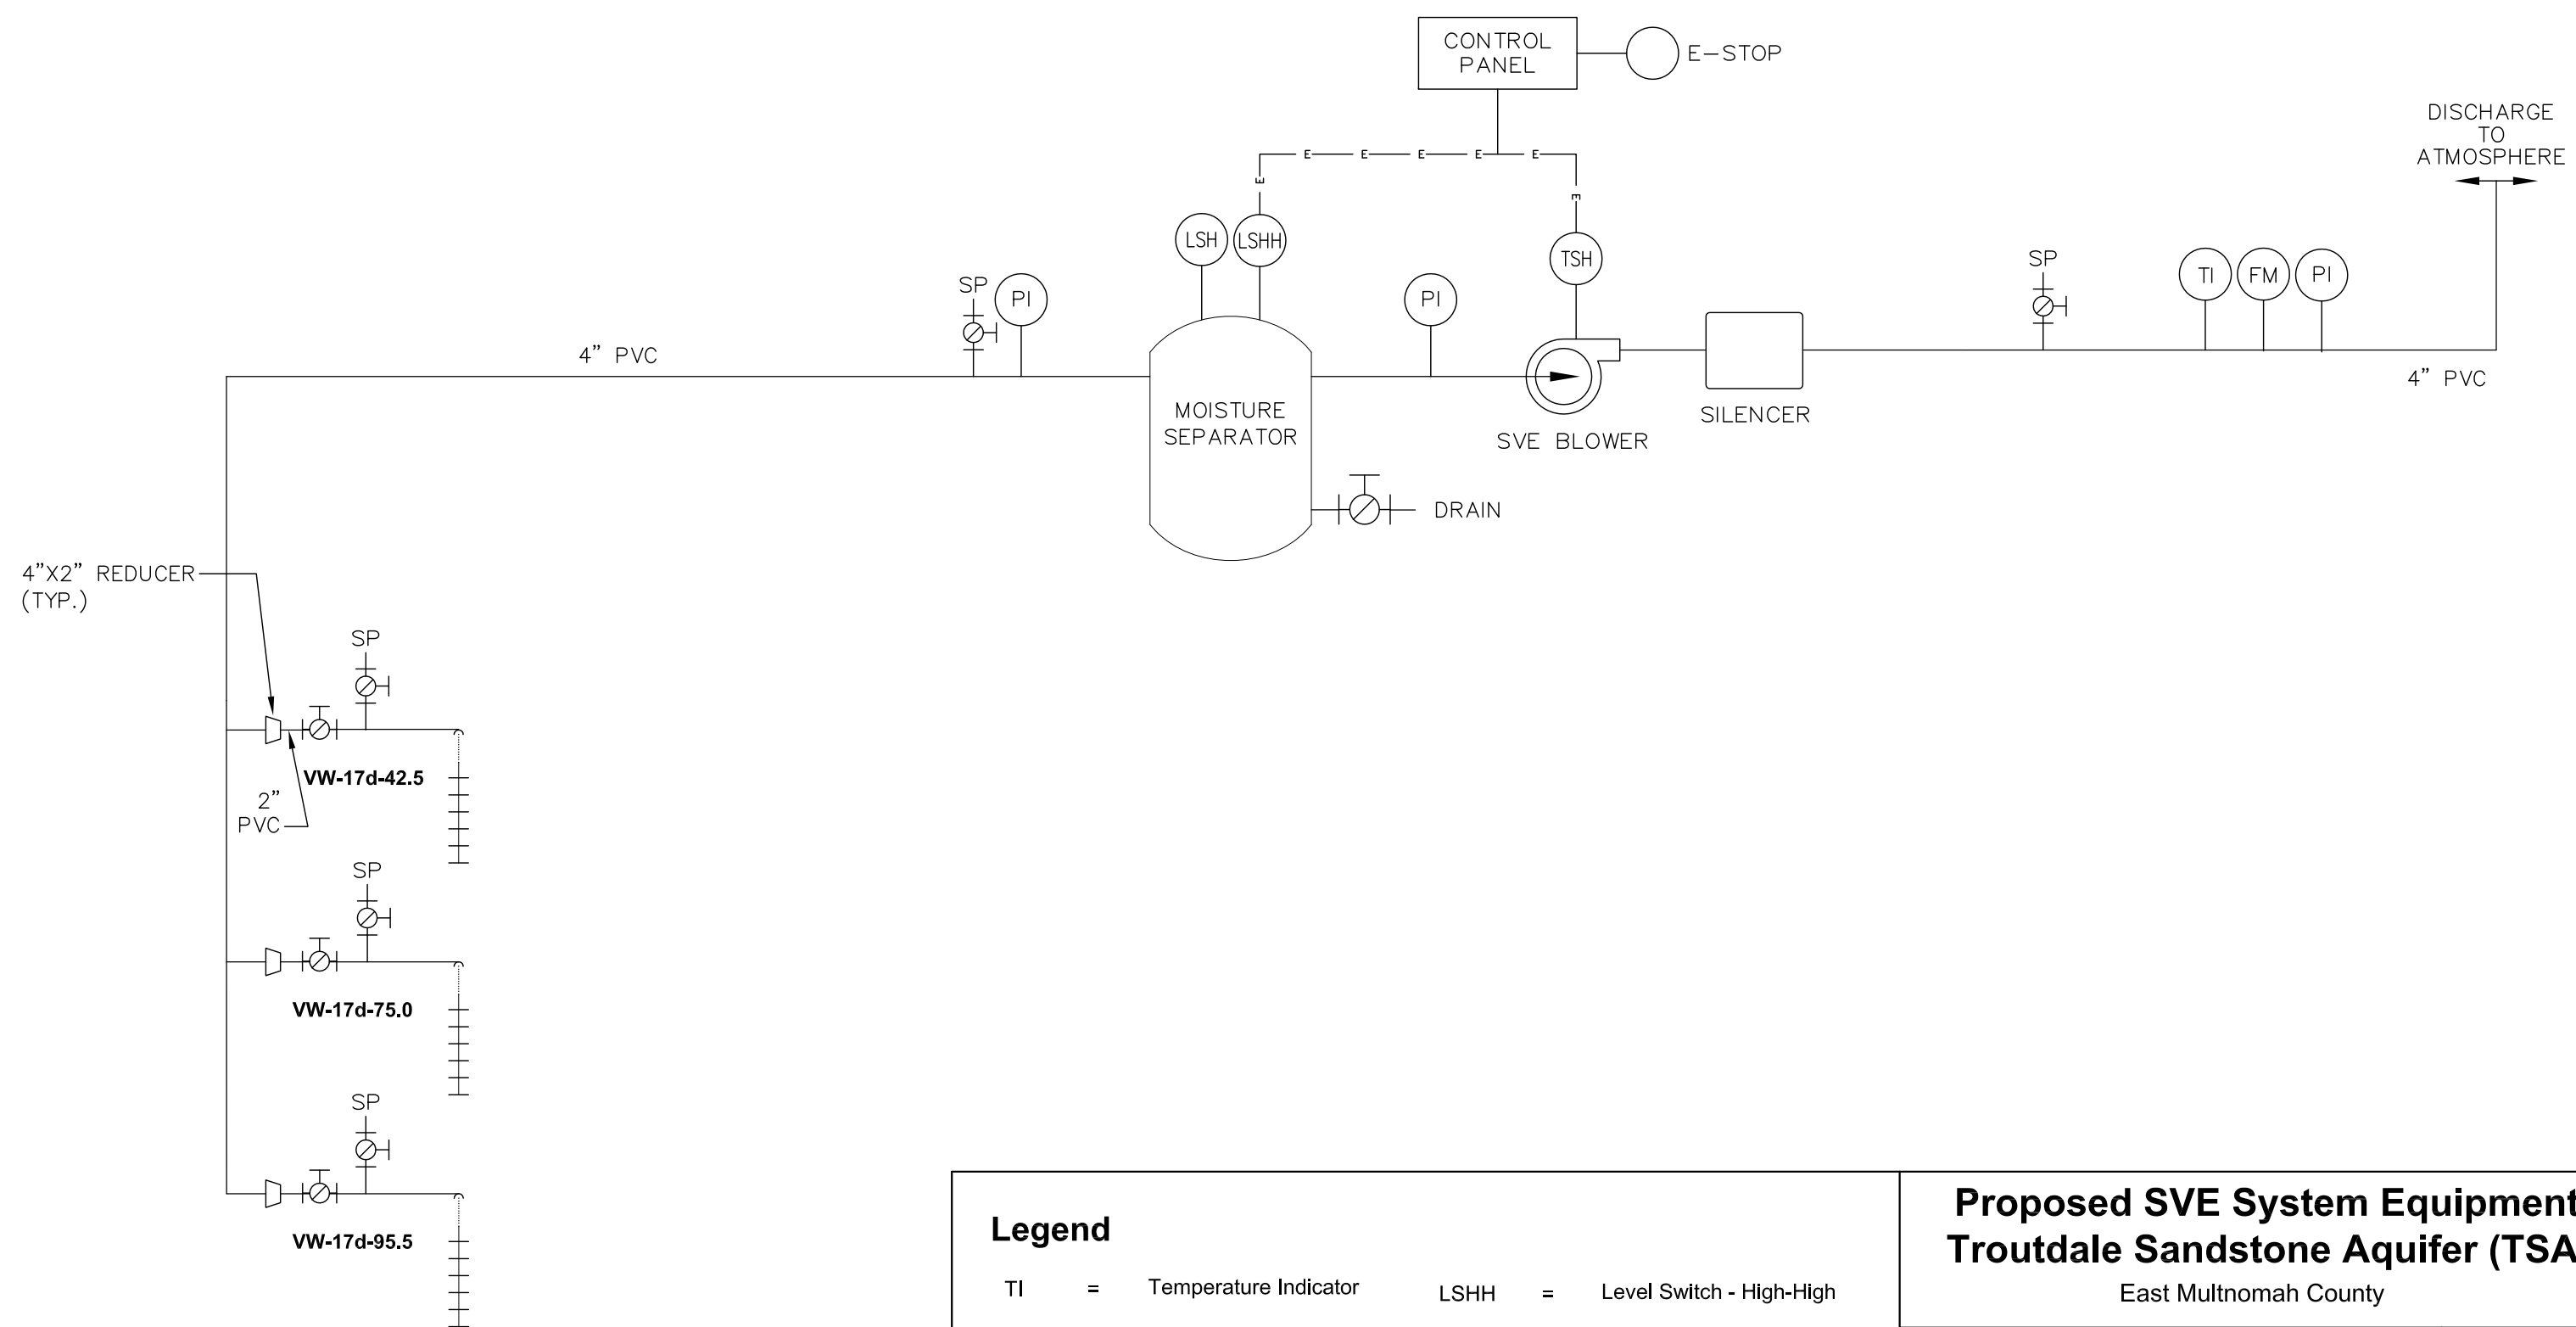 CONTROL
PANEL
E-STOP
DISCHARGE
TO
ATMOSPHERE
E E E E E
E
E
LSH
LSHH
TSH
SP
PI
PI
SP
TI
FM
PI
4" PVC
4" PVC
MOISTURE
SEPARATOR
SILENCER
SVE BLOWER
DRAIN
4"X2" REDUCER
(TYP.)
SP
VW-17d-42.5
2"
PVC
SP
VW-17d-75.0
SP
VW-17d-95.5
Legend
TI = Temperature Indicator
LSHH = Level Switch - High-High
Proposed SVE System Equipment
Troutdale Sandstone Aquifer (TSA
East Multnomah County